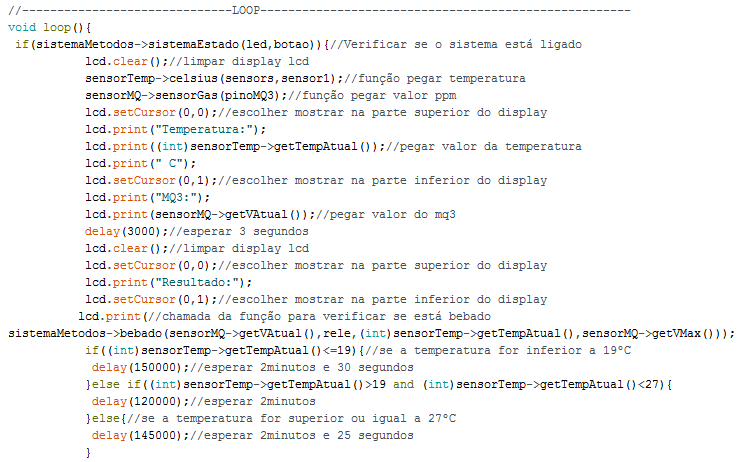 //------------------------------LOOP-----------------------------------------------------
void loop(){
if(sistemaMetodos->sistemaEstado(led,botao)){//Verificar se o sistema está ligado
lcd.clear();//limpar display lcd
sensorTemp->celsius(sensors,sensor1);//função pegar temperatura
sensorMQ->sensorGas(pinoMQ3);//função pegar valor ppm
lcd.setCursor(0,0);//escolher mostrar na parte superior do display
lcd.print("Temperatura:");
lcd.print((int)sensorTemp->getTempAtual());//pegar valor da temperatura
lcd.print(" C");
lcd.setCursor(0,1);//escolher mostrar na parte inferior do display
lcd.print("MQ3:");
lcd.print(sensorMQ->getVAtual());//pegar valor do mq3
delay(3000);//esperar 3 segundos
lcd.clear();//limpar display lcd
lcd.setCursor(0,0);//escolher mostrar na parte superior do display
lcd.print("Resultado:");
lcd.setCursor(0,1);//escolher mostrar na parte inferior do display
lcd.print(//chamada da função para verificar se está bebado
sistemaMetodos->bebado(sensorMQ->getVAtual(),rele,(int)sensorTemp->getTempAtual(),sensorMQ->getVMax()));
if((int)sensorTemp->getTempAtual()<=19){//se a temperatura for inferior a 19°C
delay(150000);//esperar 2minutos e 30 segundos
}else if((int)sensorTemp->getTempAtual()>19 and (int)sensorTemp->getTempAtual()<27){
delay(120000);//esperar 2minutos
}else{//se a temperatura for superior ou igual a 27°C
delay(145000);//esperar 2minutos e 25 segundos
}